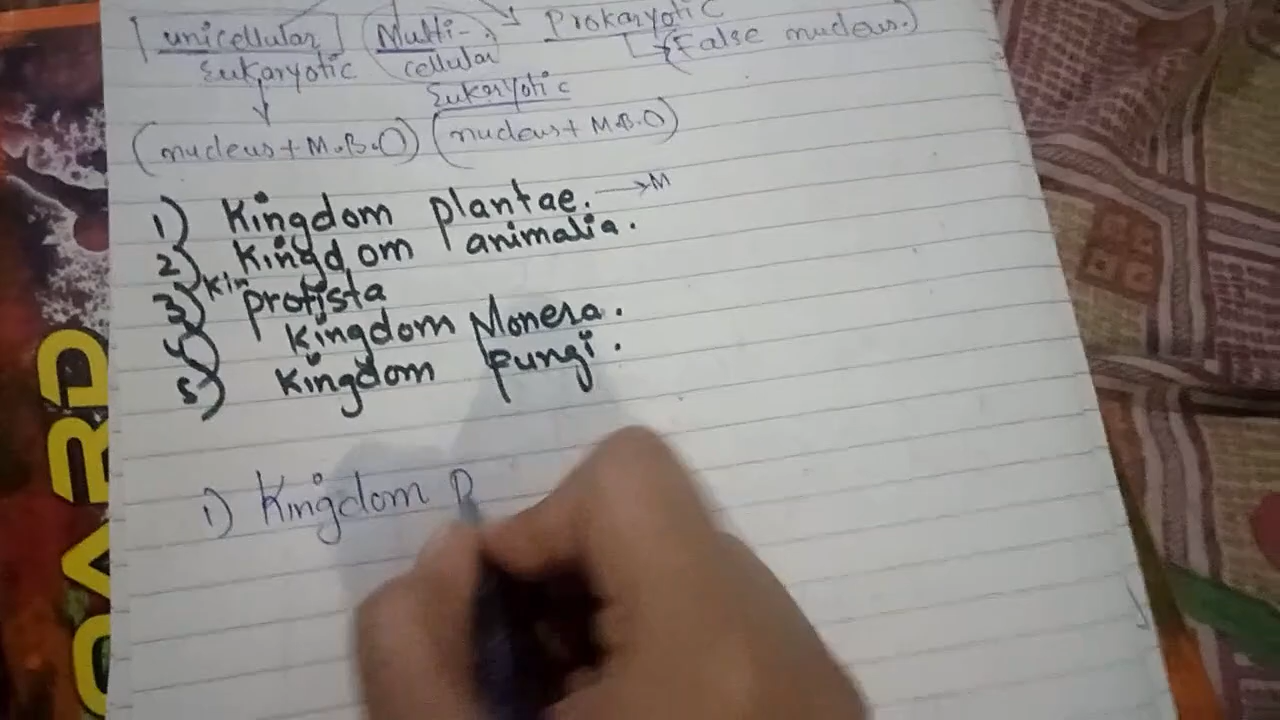 unicellular Multi- Prokaryotic
Eukaryotic cellular (False nucleus.)
Eukaryotic
(nucleus + M.B.O) (nucleus + M.B.O)
1) Kingdom plantae. → M
2) Kingdom animalia.
3) Kin protista
4) Kingdom Monera.
5) Kingdom Fungi.
1) Kingdom P
OARD